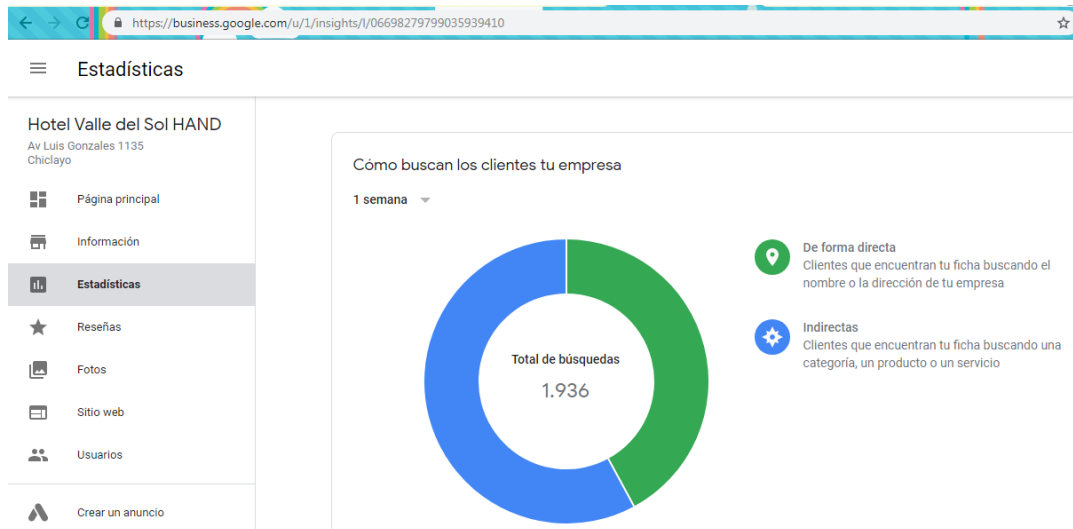 https://business.google.com/u/1/insights/l/06698279799035939410
Estadísticas
Hotel Valle del Sol HAND
Av Luis Gonzales 1135
Chiclayo
Página principal
Información
Estadísticas
Reseñas
Fotos
Sitio web
Usuarios
Crear un anuncio
Cómo buscan los clientes tu empresa
1 semana
Total de búsquedas
1.936
De forma directa
Clientes que encuentran tu ficha buscando el
nombre o la dirección de tu empresa
Indirectas
Clientes que encuentran tu ficha buscando una
categoría, un producto o un servicio